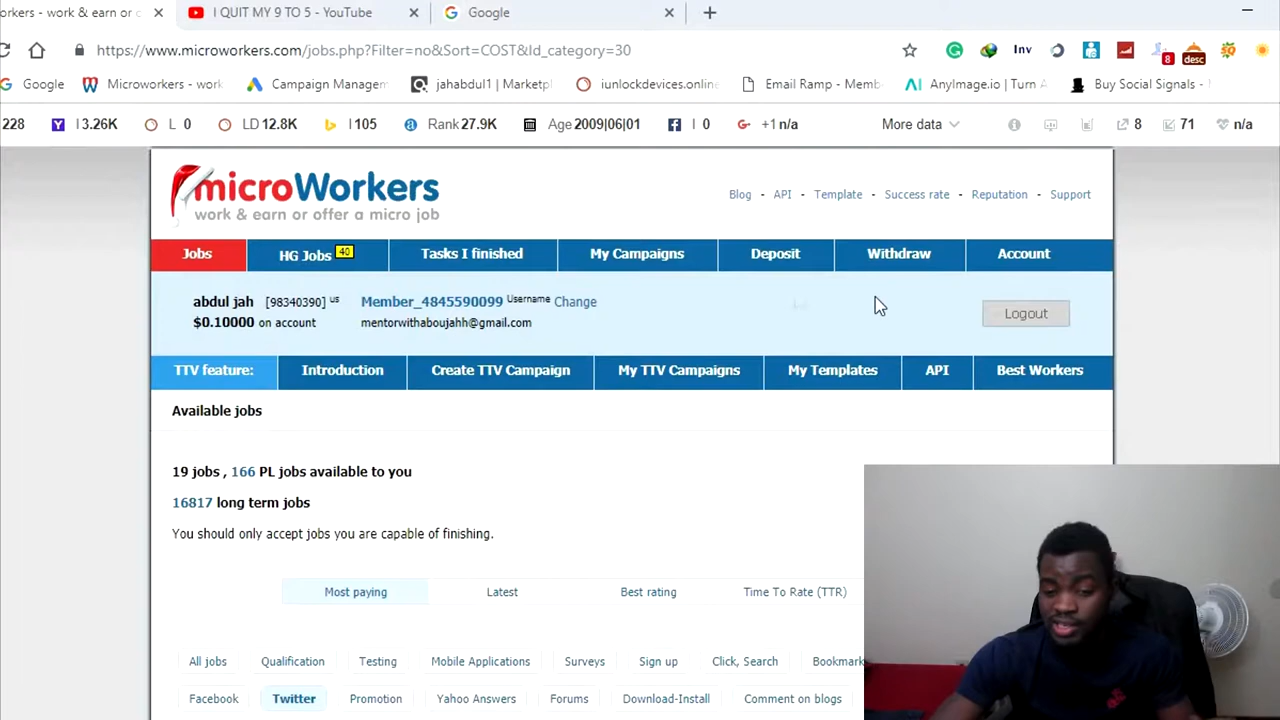 orkers - work & earn or c
I QUIT MY 9 TO 5 - YouTube
Google
https://www.microworkers.com/jobs.php?Filter=no&Sort=COST&Id_category=30
Inv
8
desc
SQ
Google
Microworkers - work
Campaign Managem
jahabdul1 | Marketpl
iunlockdevices.online
Email Ramp - Memb
AnyImage.io | Turn A
Buy Social Signals -
228
I 3.26K
L 0
LD 12.8K
I 105
Rank 27.9K
Age 2009|06|01
I 0
+1 n/a
More data
8
71
n/a
microWorkers
work & earn or offer a micro job
Blog - API - Template - Success rate - Reputation - Support
Jobs
HG Jobs 40
Tasks I finished
My Campaigns
Deposit
Withdraw
Account
abdul jah [98340390] us
Member_4845590099 Username Change
$0.10000 on account
mentorwithaboujahh@gmail.com
Logout
TTV feature:
Introduction
Create TTV Campaign
My TTV Campaigns
My Templates
API
Best Workers
Available jobs
19 jobs , 166 PL jobs available to you
16817 long term jobs
You should only accept jobs you are capable of finishing.
Most paying
Latest
Best rating
Time To Rate (TTR)
All jobs
Qualification
Testing
Mobile Applications
Surveys
Sign up
Click, Search
Bookmark
Facebook
Twitter
Promotion
Yahoo Answers
Forums
Download-Install
Comment on blogs